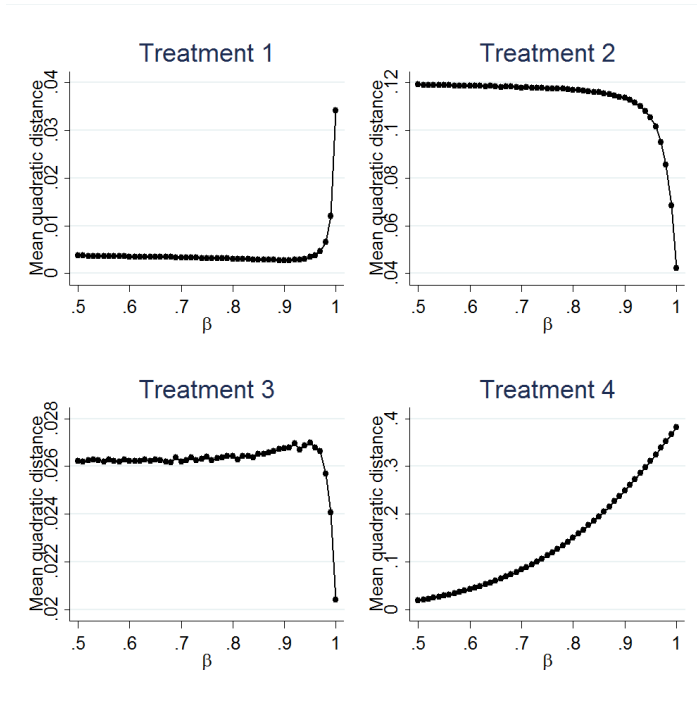 Treatment 1
Mean quadratic distance
0 .01 .02 .03 .04
.5 .6 .7 .8 .9 1
β
Treatment 2
Mean quadratic distance
.04 .06 .08 .1 .12
.5 .6 .7 .8 .9 1
β
Treatment 3
Mean quadratic distance
.02 .022 .024 .026 .028
.5 .6 .7 .8 .9 1
β
Treatment 4
Mean quadratic distance
0 .1 .2 .3 .4
.5 .6 .7 .8 .9 1
β